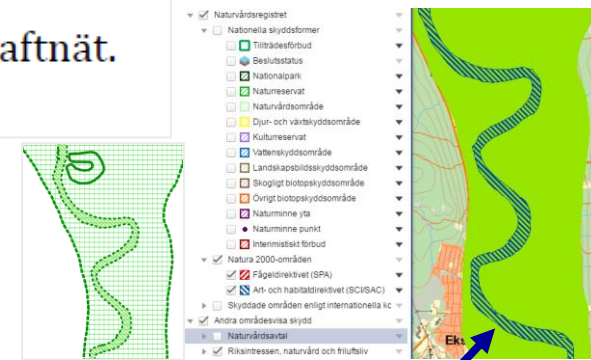 aftnät.
Naturvårdsregistret
Nationella skyddsformer
Tillträdesförbud
Beslutsstatus
Nationalpark
Naturreservat
Naturvårdsområde
Djur- och växtskyddsområde
Kulturreservat
Vattenskyddsområde
Landskapsbildsskyddsområde
Skogligt biotopskyddsområde
Övrigt biotopskyddsområde
Naturminne yta
Naturminne punkt
Interimistiskt förbud
Natura 2000-områden
Fågeldirektivet (SPA)
Art- och habitatdirektivet (SCI/SAC)
Skyddade områden enligt internationella kc
Andra områdesvisa skydd
Naturvårdsavtal
Riksintressen, naturvård och friluftsliv
Eks